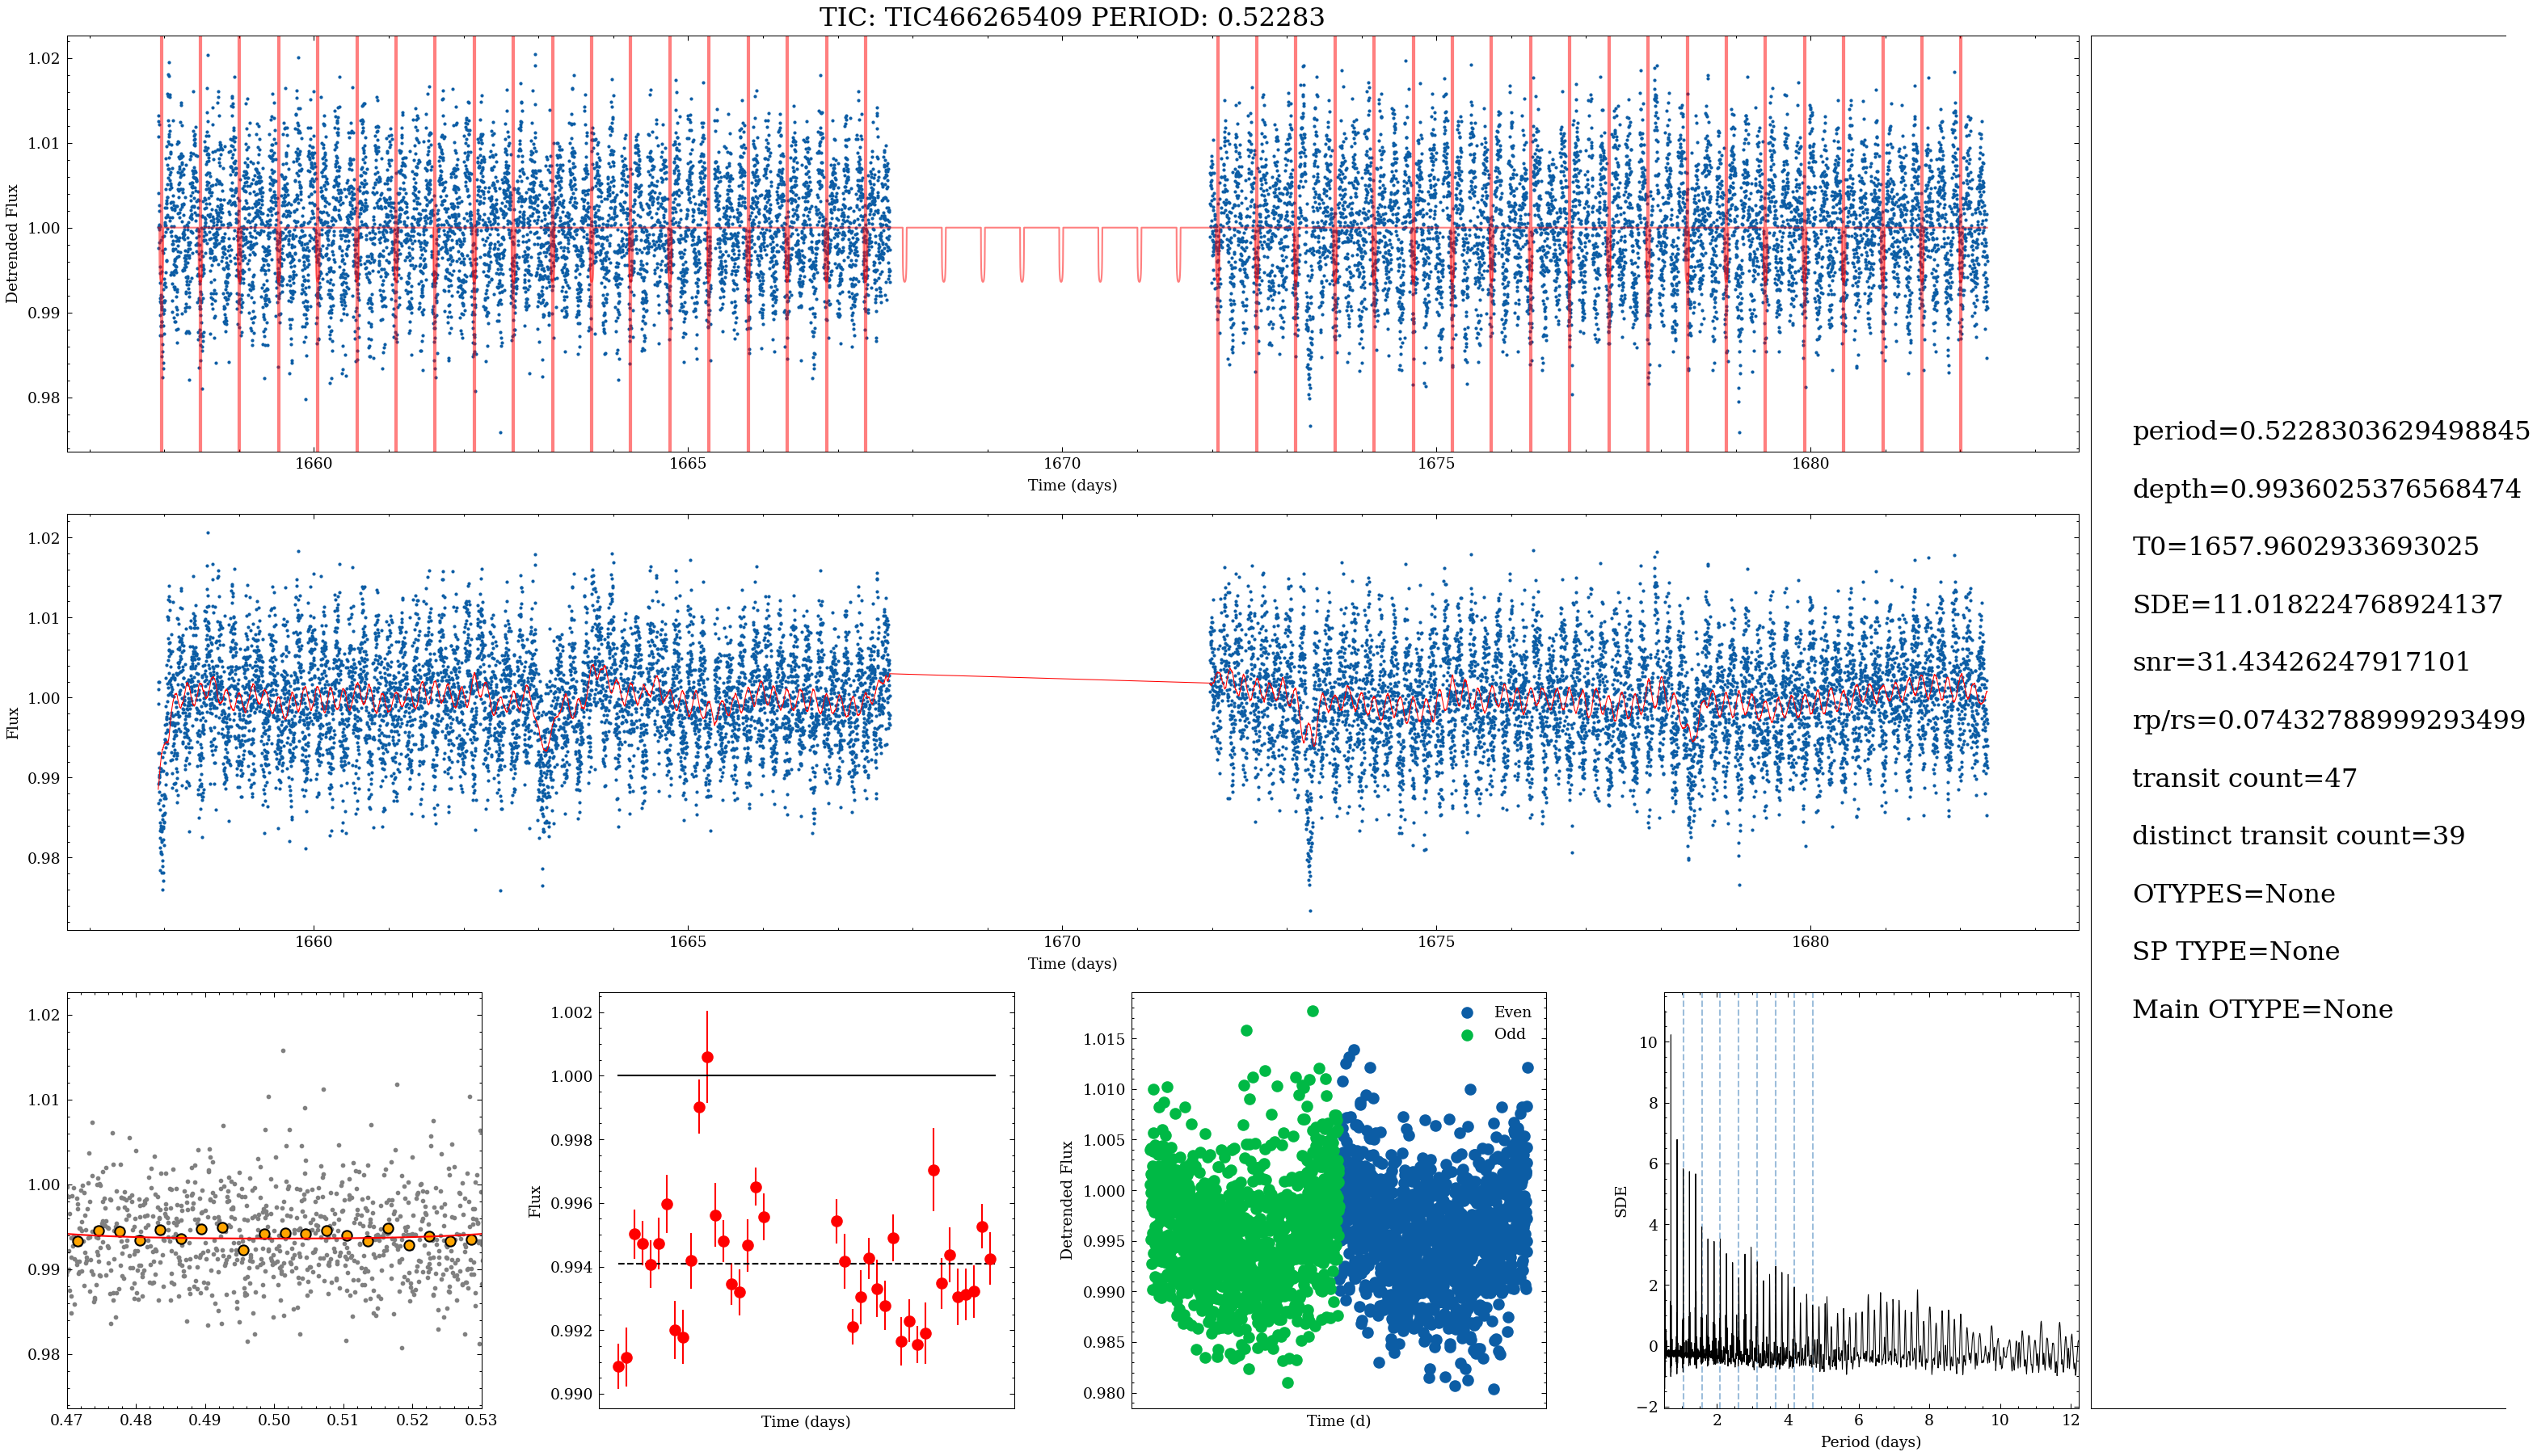 TIC: TIC466265409 PERIOD: 0.52283
1.02
1.01
1.00
0.99
0.98
Detrended Flux
1660
1665
1670
1675
1680
Time (days)
1.02
1.01
1.00
0.99
0.98
Flux
1660
1665
1670
1675
1680
Time (days)
1.02
1.01
1.00
0.99
0.98
0.47
0.48
0.49
0.50
0.51
0.52
0.53
1.002
1.000
0.998
0.996
0.994
0.992
0.990
Flux
Time (days)
1.015
1.010
1.005
1.000
0.995
0.990
0.985
0.980
Detrended Flux
Even
Odd
Time (d)
10
8
6
4
2
0
−2
SDE
2
4
6
8
10
12
Period (days)
period=0.5228303629498845
depth=0.9936025376568474
T0=1657.9602933693025
SDE=11.018224768924137
snr=31.43426247917101
rp/rs=0.07432788999293499
transit count=47
distinct transit count=39
OTYPES=None
SP TYPE=None
Main OTYPE=None